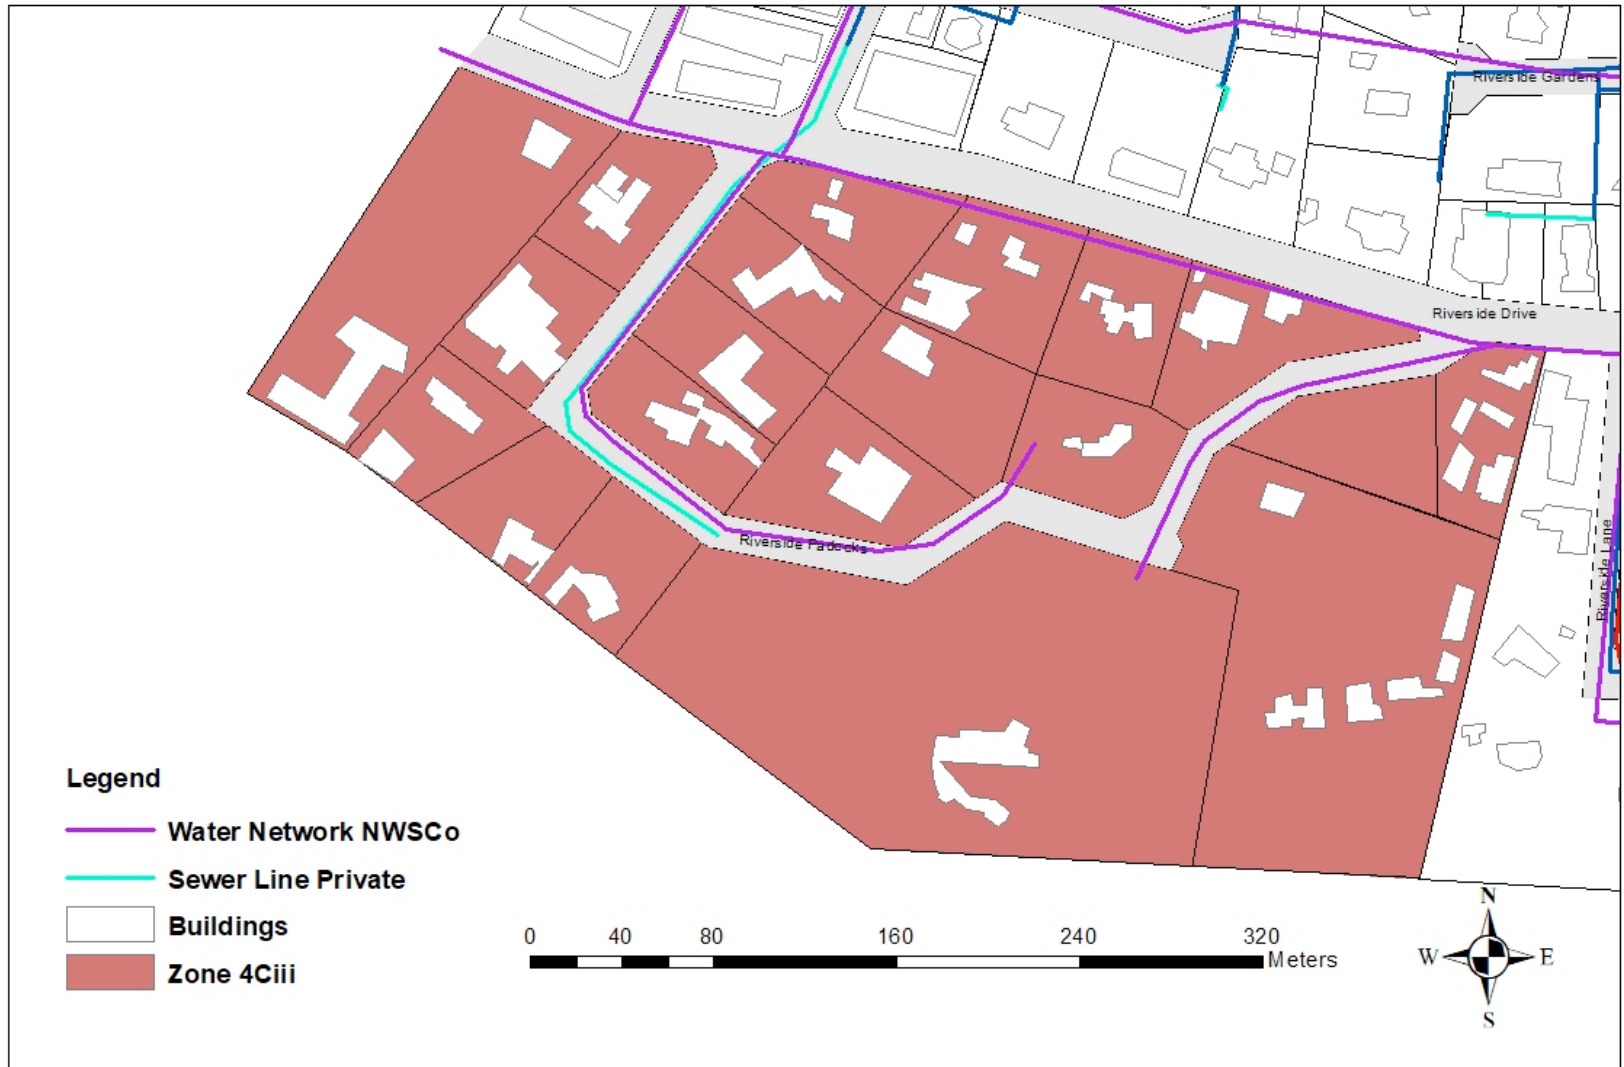 Riverside Gardens
Riverside Drive
Riverside Paddocks
Riverside Lane
Legend
Water Network NWSCo
Sewer Line Private
Buildings
Zone 4Ciii
0 40 80 160 240 320
Meters
N
W E
S